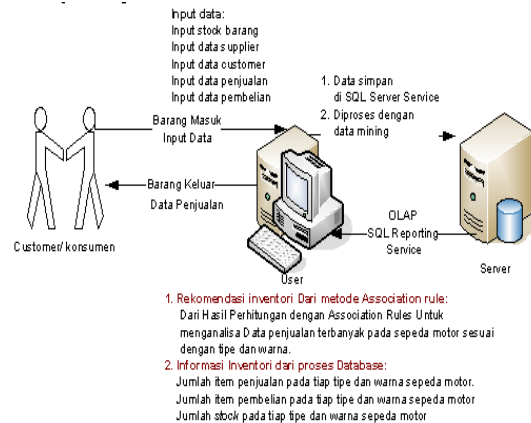 Input data:
Input stock barang
Input data supplier
Input data customer
Input data penjualan
Input data pembelian
1. Data simpan
di SQL Server Service
2. Diproses dengan
data mining
Barang Masuk
Input Data
Barang Keluar
Data Penjualan
OLAP
SQL Reporting
Service
Customer/konsumen
User
Server
1. Rekomendasi inventori Dari metode Association rule:
Dari Hasil Perhitungan dengan Association Rules Untuk
menganalisa Data penjualan terbanyak pada sepeda motor sesuai
dengan tipe dan warna.
2. Informasi Inventori dari proses Database:
Jumlah item penjualan pada tiap tipe dan warna sepeda motor.
Jumlah item pembelian pada tiap tipe dan warna sepeda motor
Jumlah stock pada tiap tipe dan warna sepeda motor